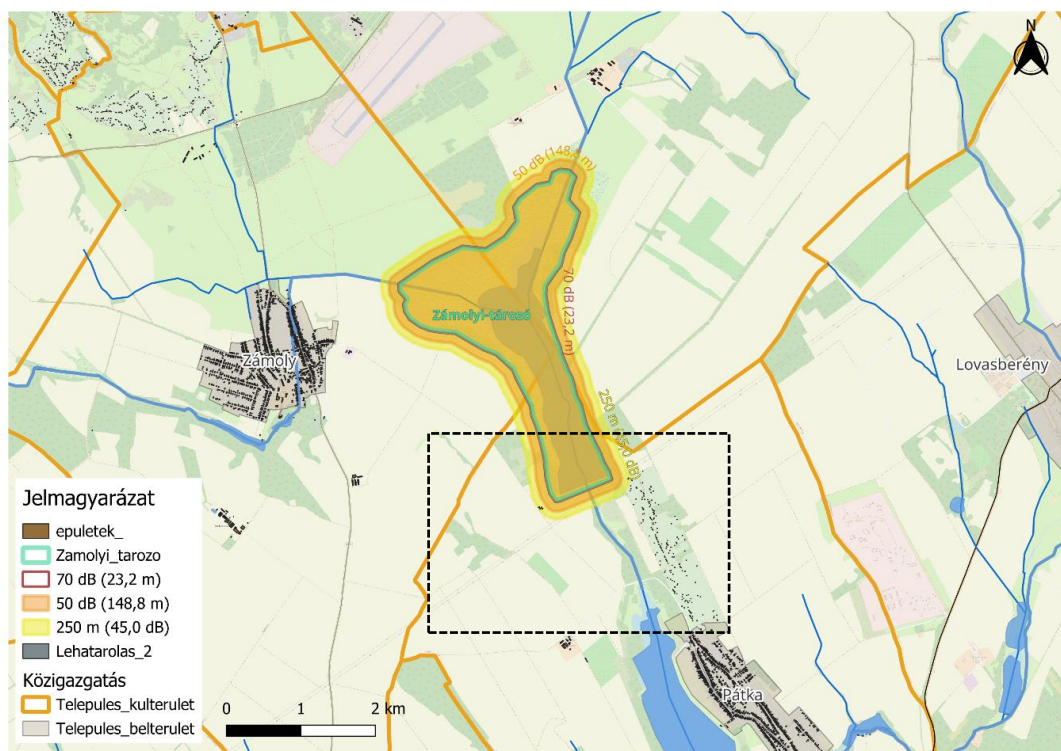 N
50 dB (148,8 m)
70 dB (23,2 m)
Zámolyi-tározó
Zámoly
Lovasberény
250 m (45,0 dB)
Pátka
Jelmagyarázat
epuletek_
Zamolyi_tarozo
70 dB (23,2 m)
50 dB (148,8 m)
250 m (45,0 dB)
Lehatarolas_2
Közigazgatás
Telepules_kulterulet
Telepules_belterulet
0 1 2 km